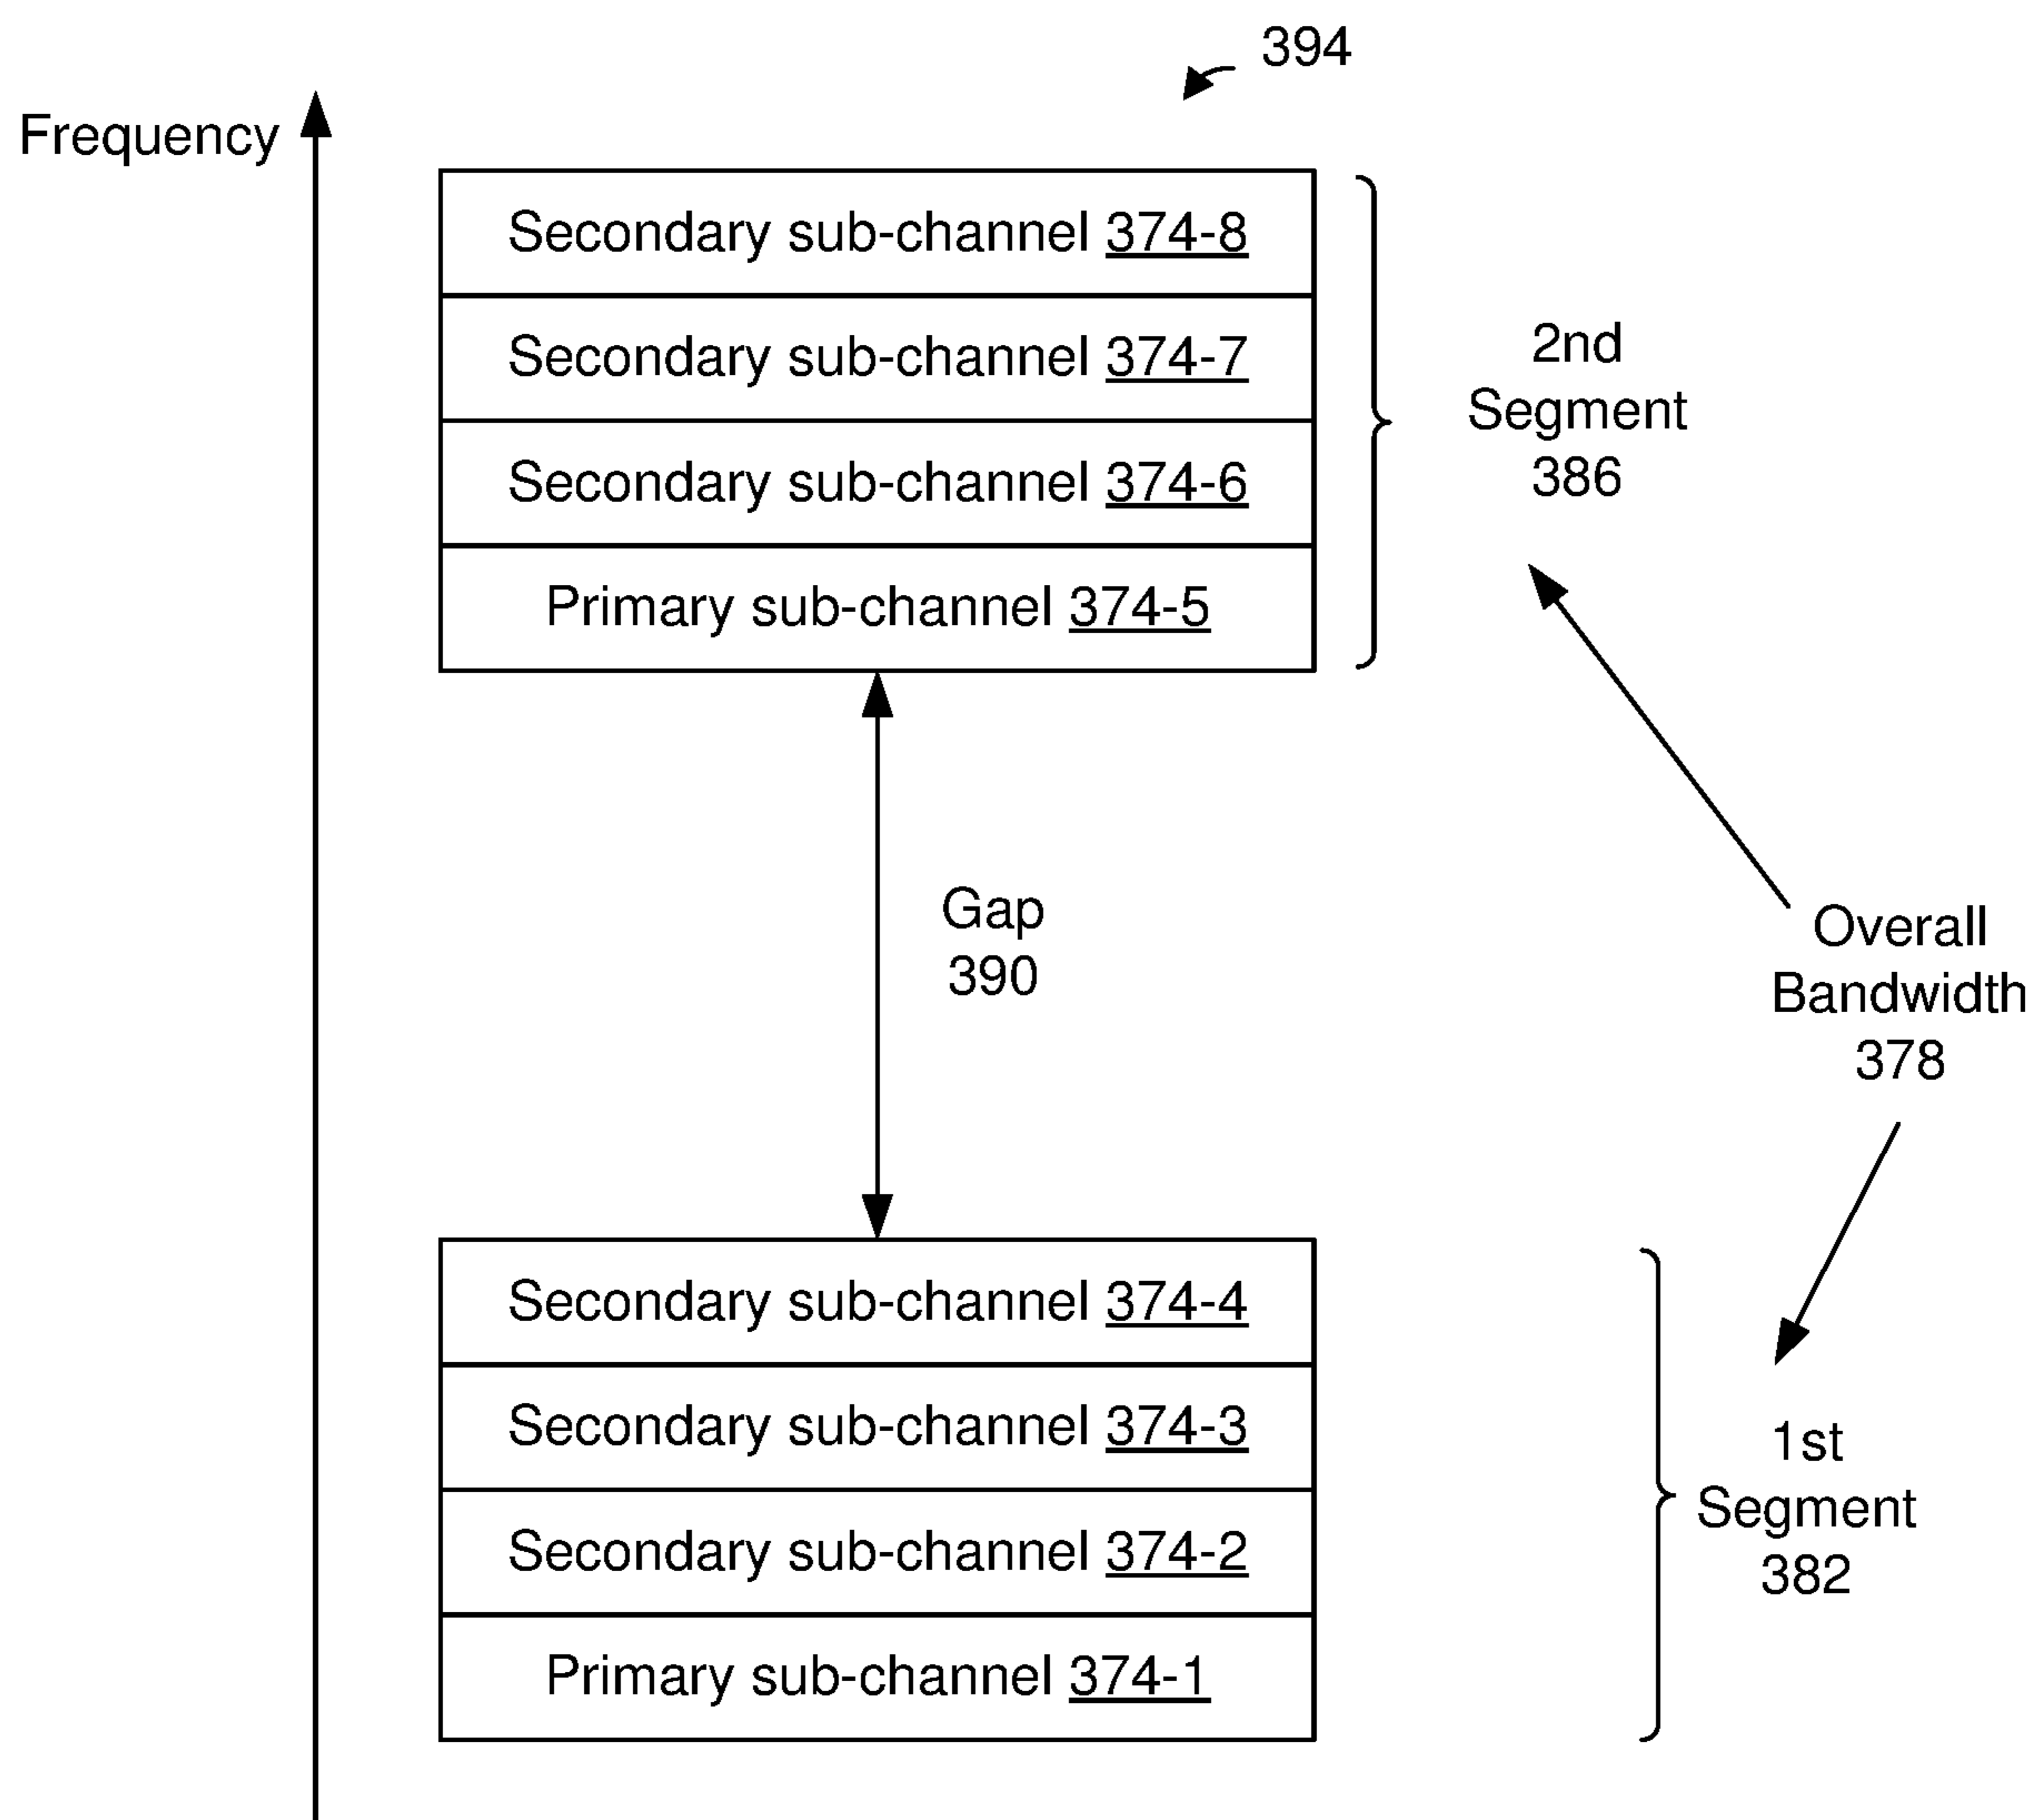 394
Frequency
Secondary sub-channel 374-8
Secondary sub-channel 374-7
Secondary sub-channel 374-6
Primary sub-channel 374-5
2nd
Segment
386
Gap
390
Overall
Bandwidth
378
Secondary sub-channel 374-4
Secondary sub-channel 374-3
Secondary sub-channel 374-2
Primary sub-channel 374-1
1st
Segment
382